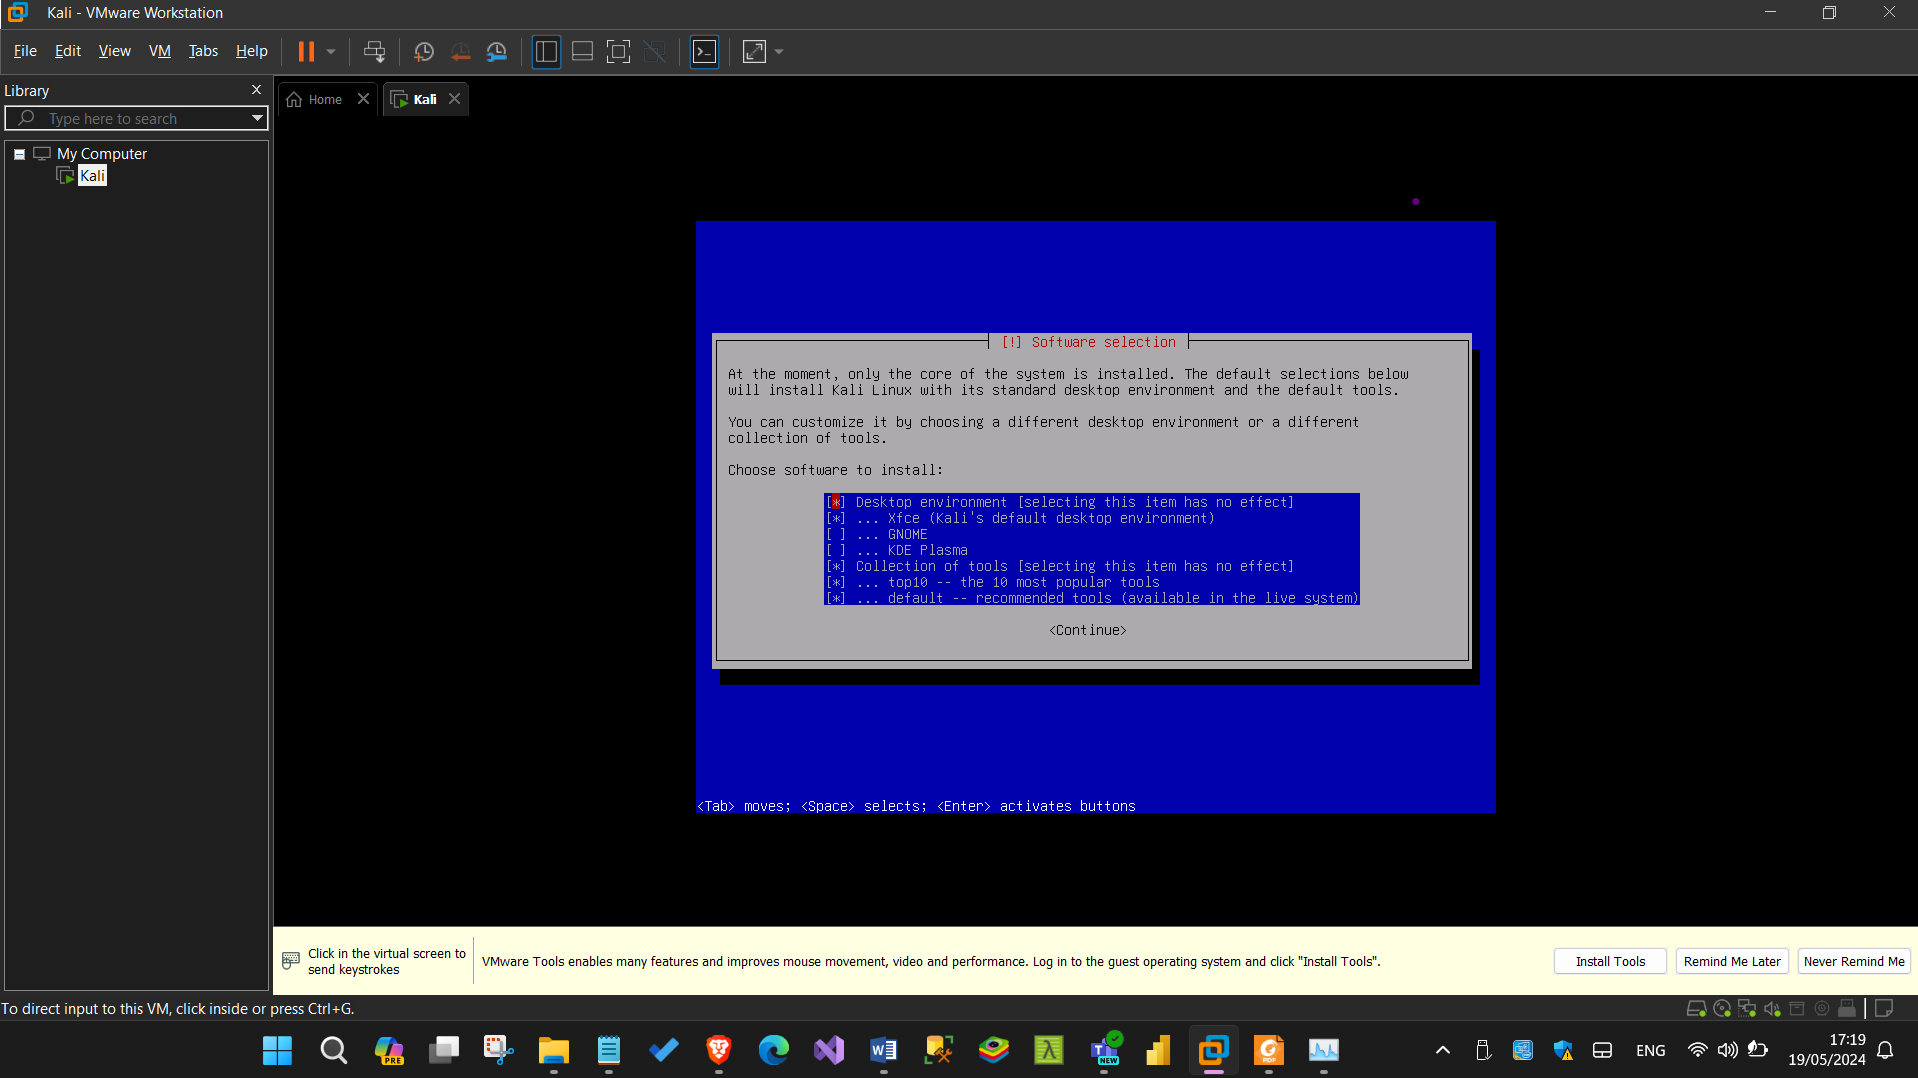 Kali - VMware Workstation
File Edit View VM Tabs Help
Library
Type here to search
My Computer
Kali
Home
Kali
[!] Software selection
At the moment, only the core of the system is installed. The default selections below
will install Kali Linux with its standard desktop environment and the default tools.
You can customize it by choosing a different desktop environment or a different
collection of tools.
Choose software to install:
[*] Desktop environment [selecting this item has no effect]
[*] ... Xfce (Kali's default desktop environment)
[ ] ... GNOME
[ ] ... KDE Plasma
[*] Collection of tools [selecting this item has no effect]
[*] ... top10 -- the 10 most popular tools
[*] ... default -- recommended tools (available in the live system)
<Continue>
<Tab> moves; <Space> selects; <Enter> activates buttons
Click in the virtual screen to
send keystrokes
VMware Tools enables many features and improves mouse movement, video and performance. Log in to the guest operating system and click "Install Tools".
Install Tools
Remind Me Later
Never Remind Me
To direct input to this VM, click inside or press Ctrl+G.
PRE
NEW
PDF
ENG
17:19
19/05/2024